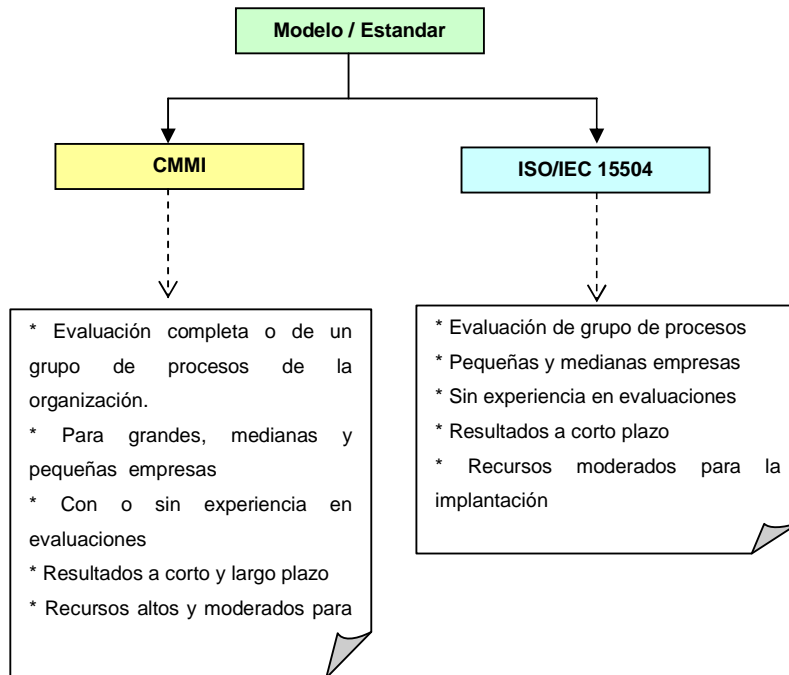 Modelo / Estandar
CMMI
ISO/IEC 15504
* Evaluación completa o de un
grupo de procesos de la
organización.
* Para grandes, medianas y
pequeñas empresas
* Con o sin experiencia en
evaluaciones
* Resultados a corto y largo plazo
* Recursos altos y moderados para
* Evaluación de grupo de procesos
* Pequeñas y medianas empresas
* Sin experiencia en evaluaciones
* Resultados a corto plazo
* Recursos moderados para la
implantación